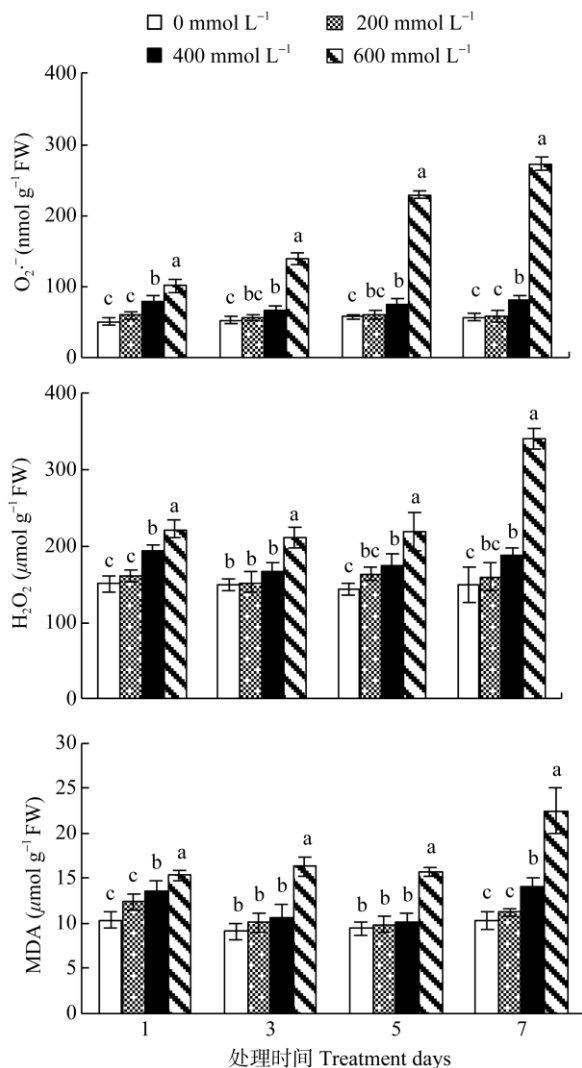 0 mmol L⁻¹ 200 mmol L⁻¹
400 mmol L⁻¹ 600 mmol L⁻¹
O₂·⁻ (nmol g⁻¹ FW)
400
300
200
100
0
c c b a
c bc b a
c bc b a
c c b a
H₂O₂ (μmol g⁻¹ FW)
400
300
200
100
0
c c b a
b b b a
c bc b a
c bc b a
MDA (μmol g⁻¹ FW)
30
25
20
15
10
5
0
c c b a
b b b a
b b b a
c c b a
1 3 5 7
处理时间 Treatment days